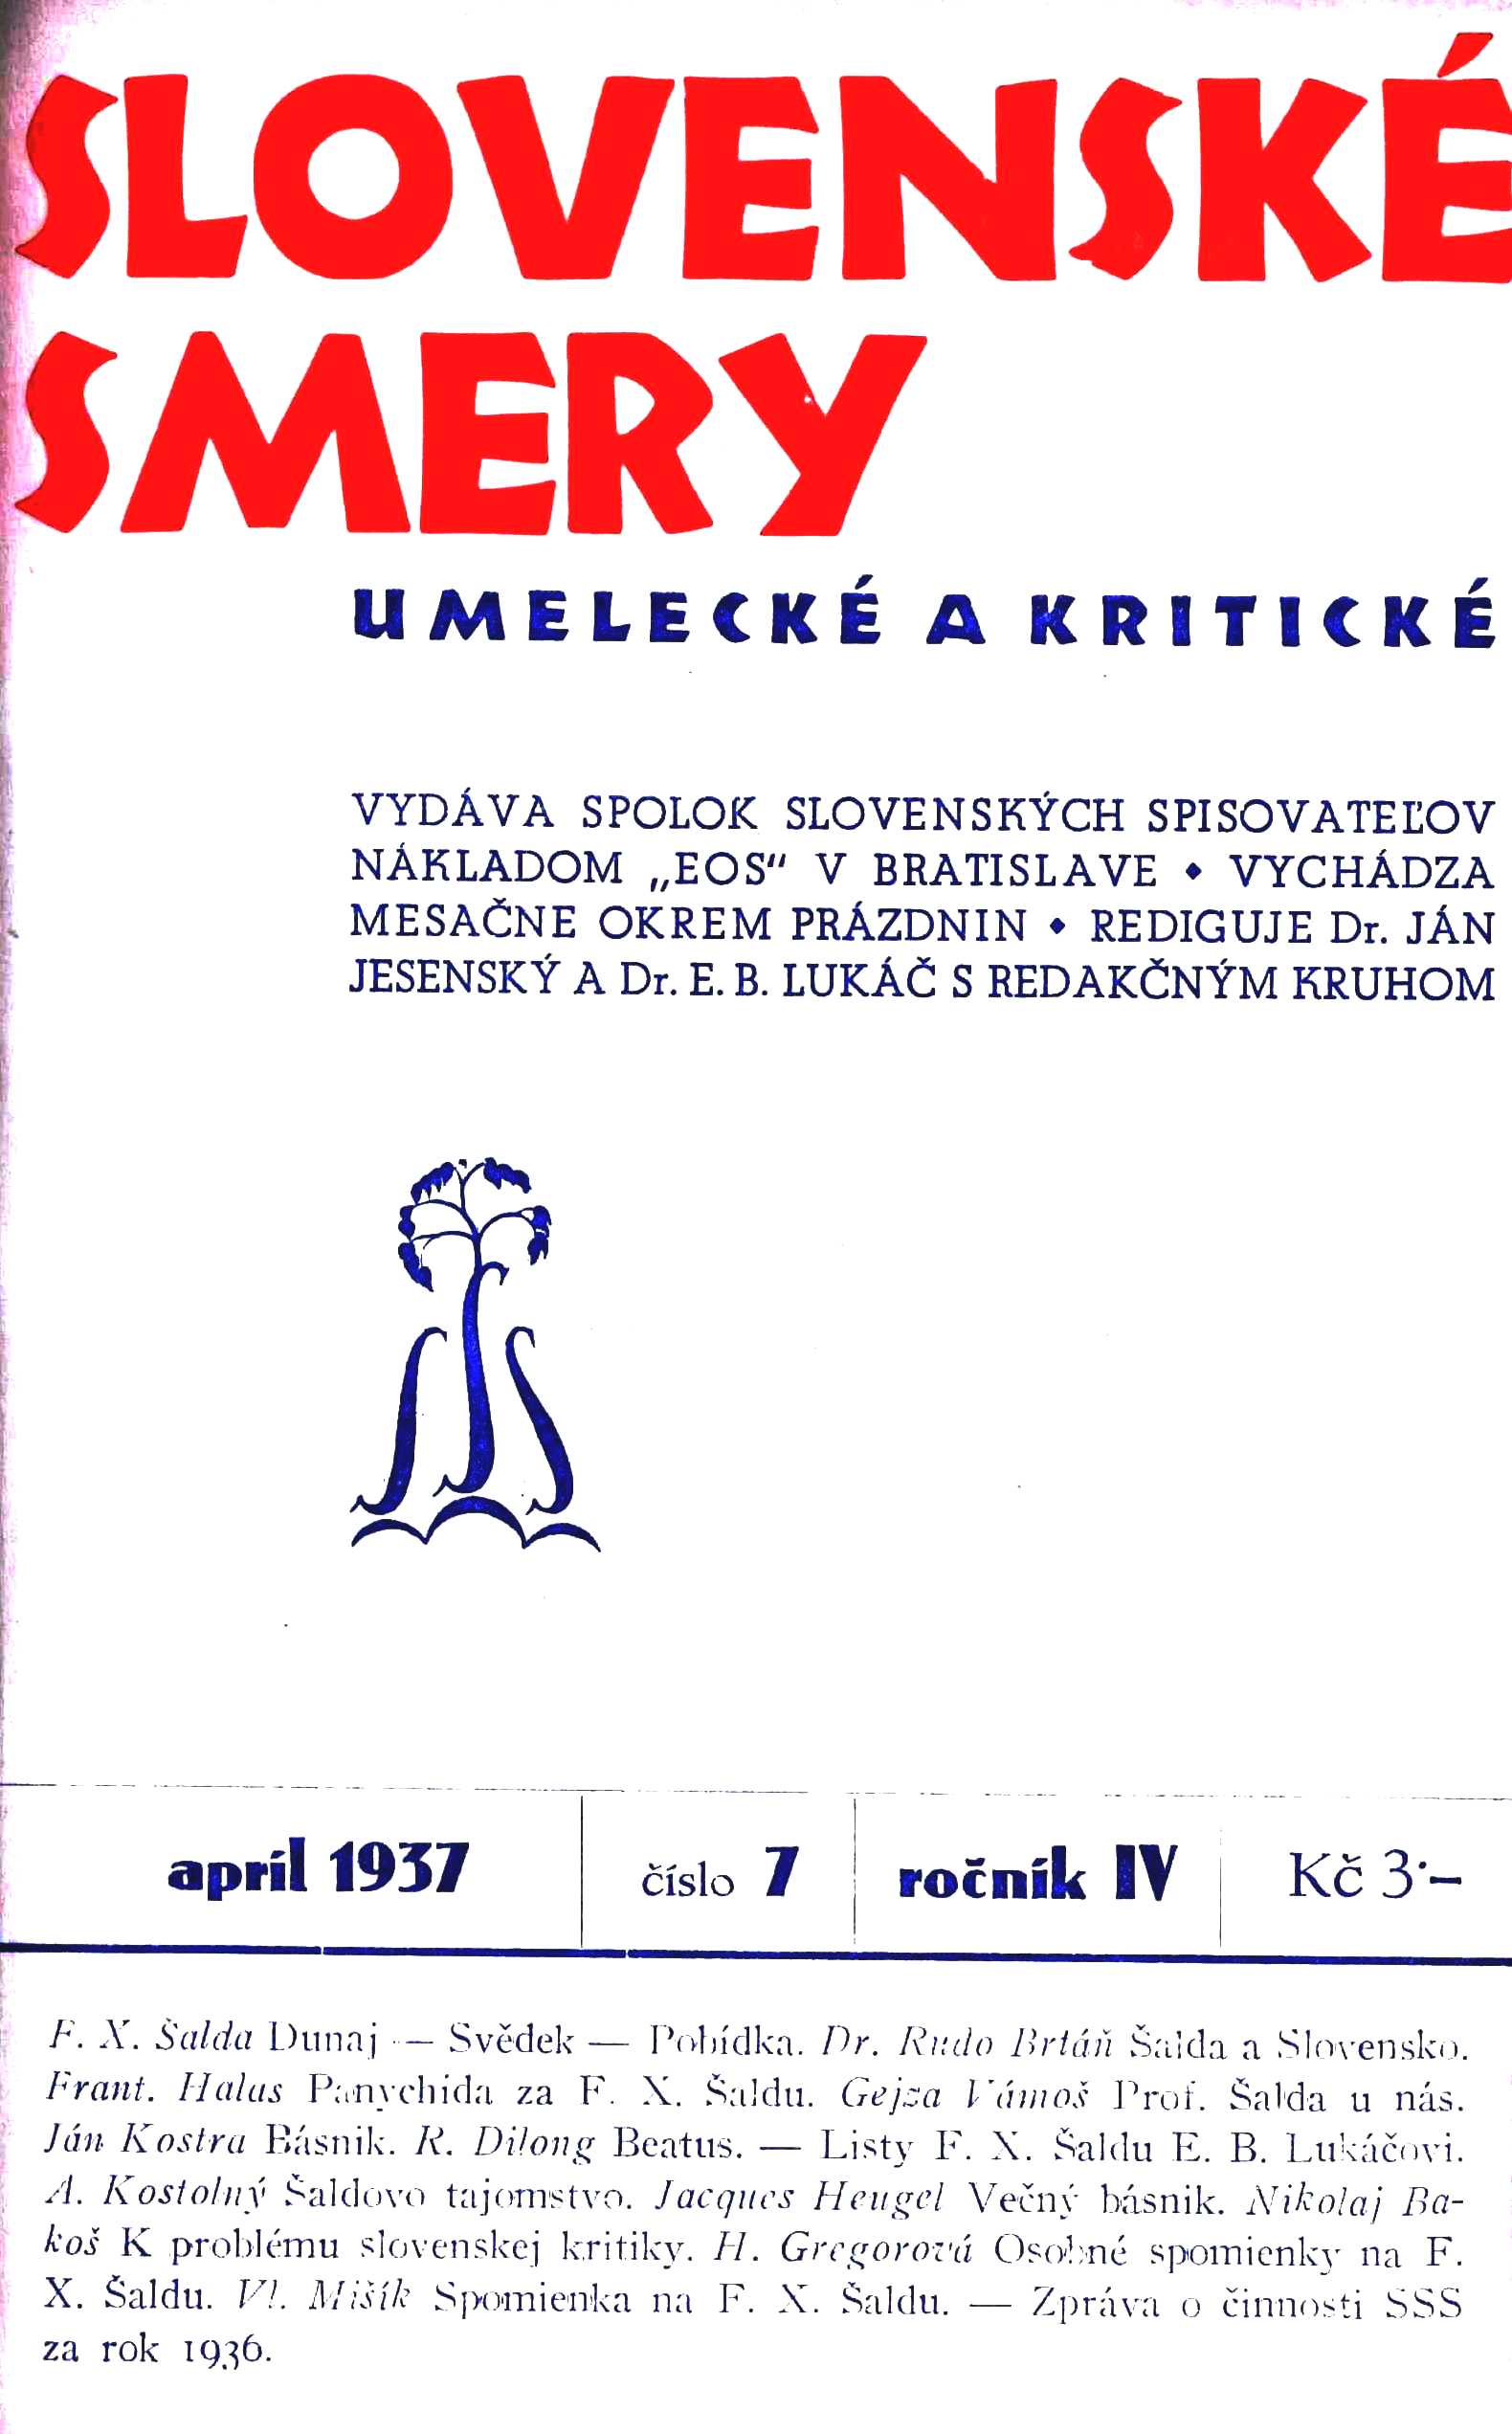 SLOVENSKÉ
SMERY
UMELECKÉ A KRITICKÉ
VYDÁVA SPOLOK SLOVENSKÝCH SPISOVATEĽOV
NÁKLADOM „EOS“ V BRATISLAVE • VYCHÁDZA
MESAČNE OKREM PRÁZDNIN • REDIGUJE Dr. JÁN
JESENSKÝ A Dr. E. B. LUKÁČ S REDAKČNÝM KRUHOM
SSS
apríl 1937
číslo 7
ročník IV
Kč 3·–
F. X. Šalda Dunaj — Svědek — Pobídka. Dr. Rudo Brtáň Šalda a Slovensko.
Frant. Halas Panychida za F. X. Šaldu. Gejza Vámoš Prof. Šalda u nás.
Ján Kostra Básnik. R. Dilong Beatus. — Listy F. X. Šaldu E. B. Lukáčovi.
A. Kostolný Šaldovo tajomstvo. Jacques Heugel Večný básnik. Nikolaj Ba-
koš K problému slovenskej kritiky. H. Gregorová Osobné spomienky na F.
X. Šaldu. Vl. Mišík Spomienka na F. X. Šaldu. — Zpráva o činnosti SSS
za rok 1936.